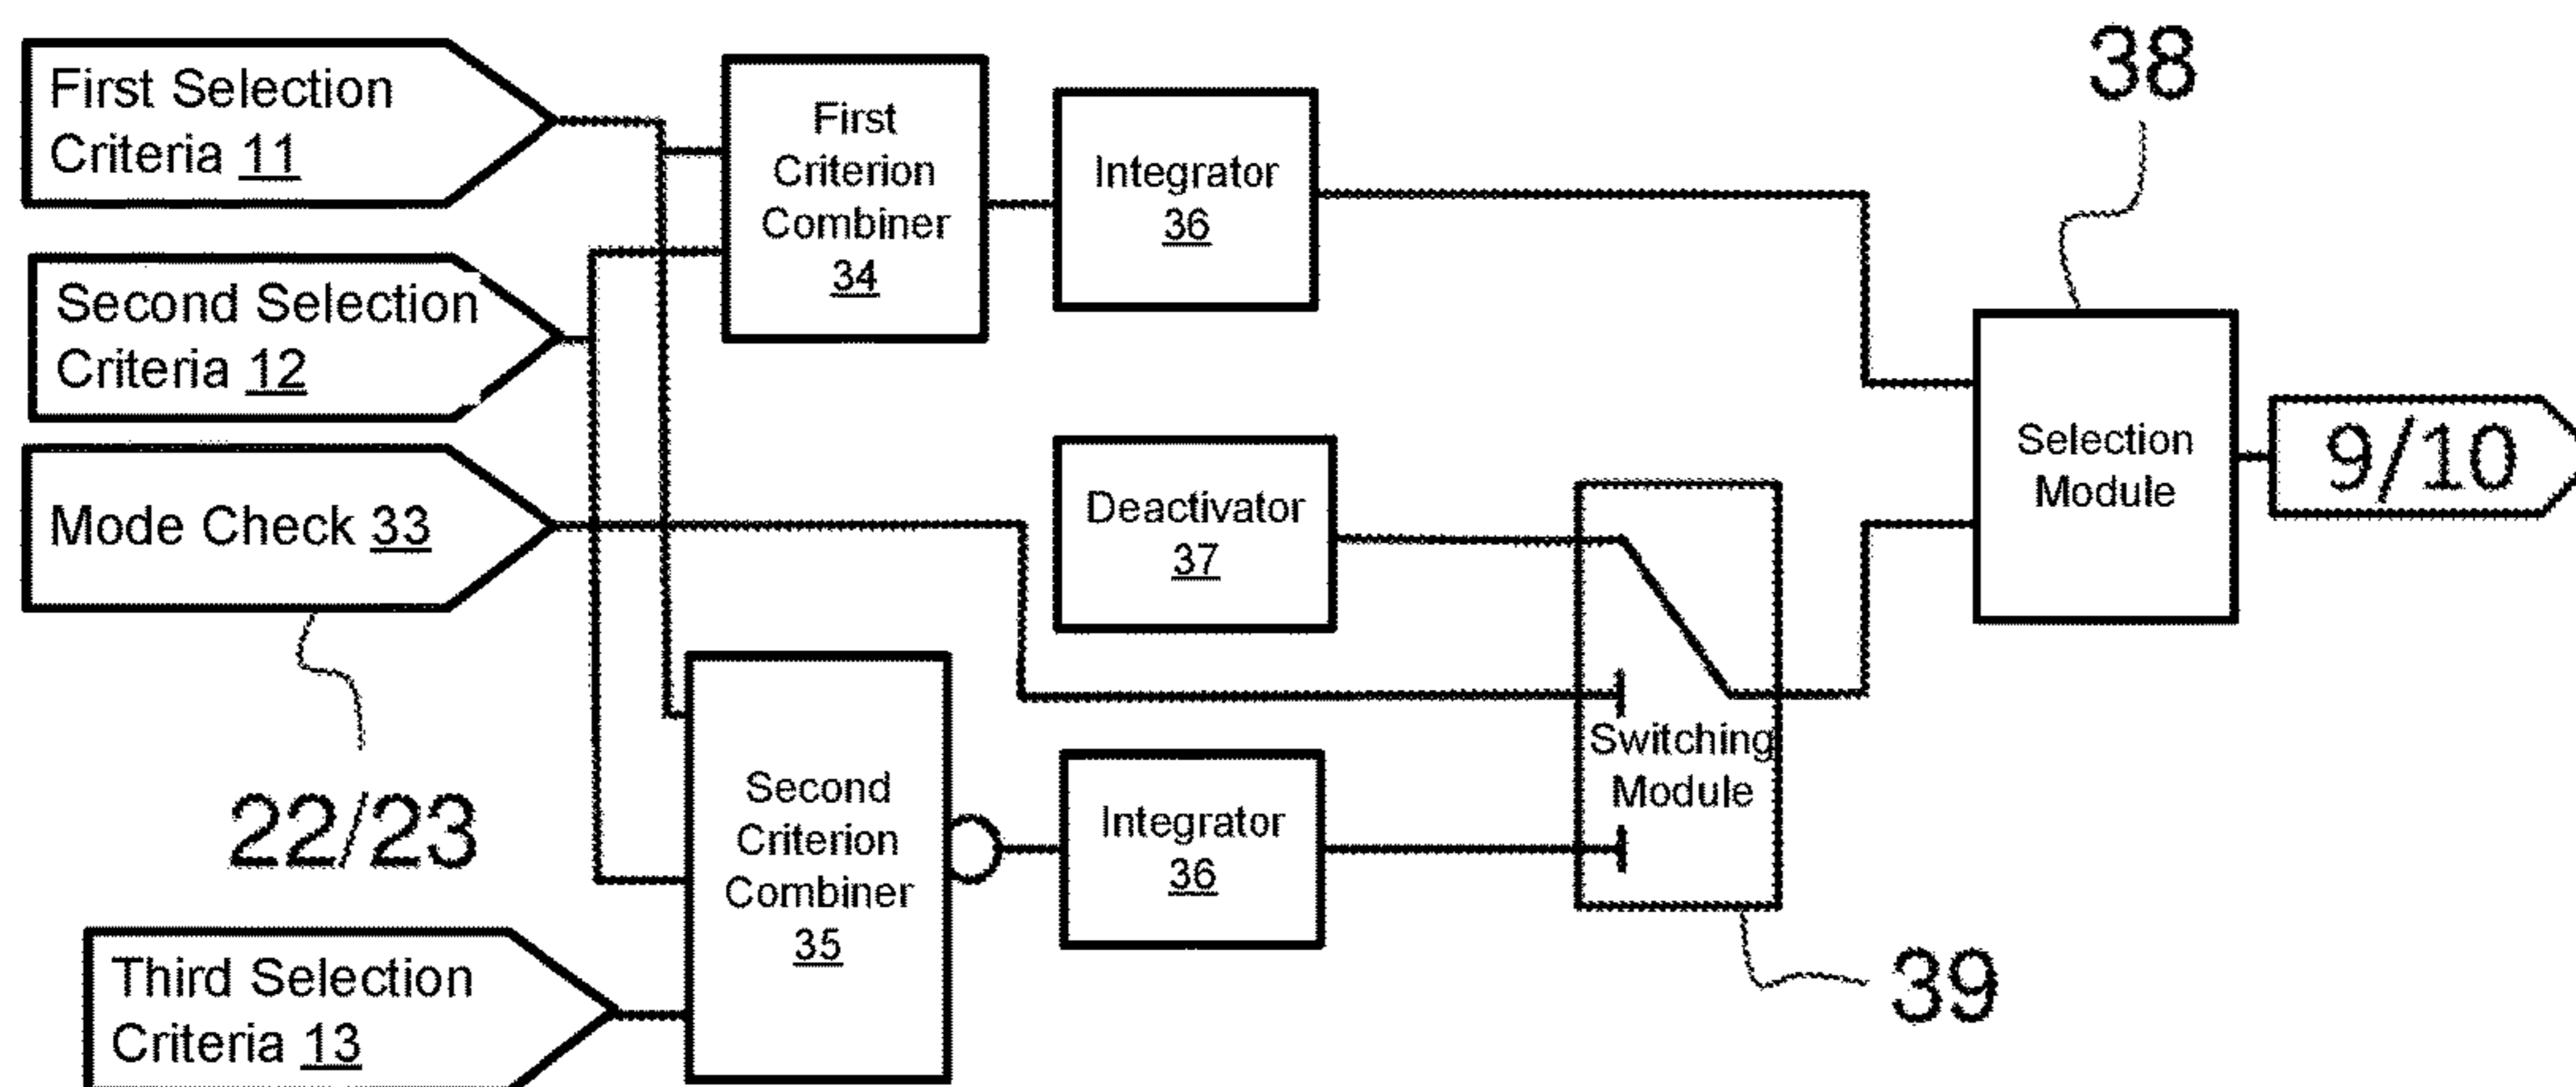 First Selection
Criteria 11
Second Selection
Criteria 12
Mode Check 33
22/23
Third Selection
Criteria 13
First
Criterion
Combiner
34
Second
Criterion
Combiner
35
Integrator
36
Deactivator
37
Integrator
36
Switching
Module
39
38
Selection
Module
9/10